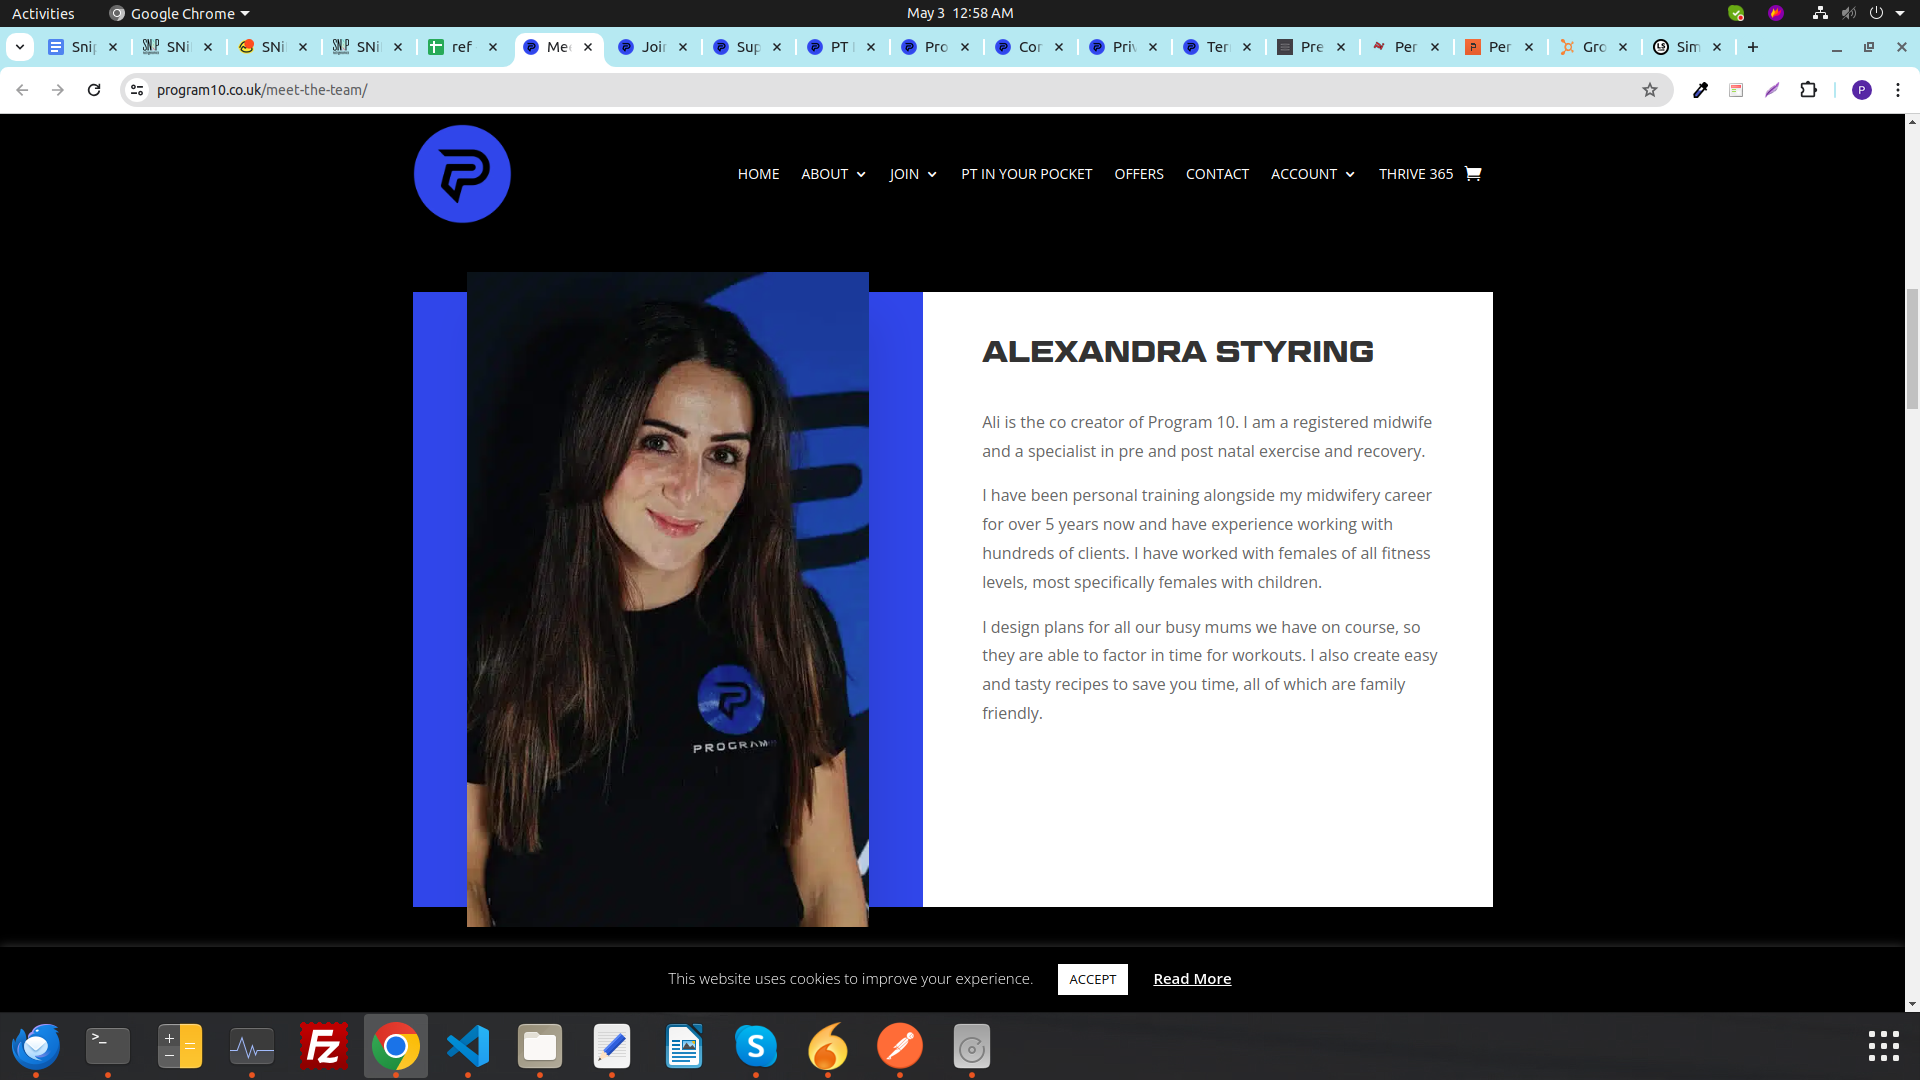 Activities
Google Chrome
May 3 12:58 AM
Snip
SNi
SNi
SNi
ref
Mee
Join
Sup
PT
Pro
Con
Priv
Ter
Pre
Per
Per
Gro
Sim
program10.co.uk/meet-the-team/
P
HOME
ABOUT
JOIN
PT IN YOUR POCKET
OFFERS
CONTACT
ACCOUNT
THRIVE 365
PROGRAM
ALEXANDRA STYRING
Ali is the co creator of Program 10. I am a registered midwife
and a specialist in pre and post natal exercise and recovery.
I have been personal training alongside my midwifery career
for over 5 years now and have experience working with
hundreds of clients. I have worked with females of all fitness
levels, most specifically females with children.
I design plans for all our busy mums we have on course, so
they are able to factor in time for workouts. I also create easy
and tasty recipes to save you time, all of which are family
friendly.
This website uses cookies to improve your experience.
ACCEPT
Read More